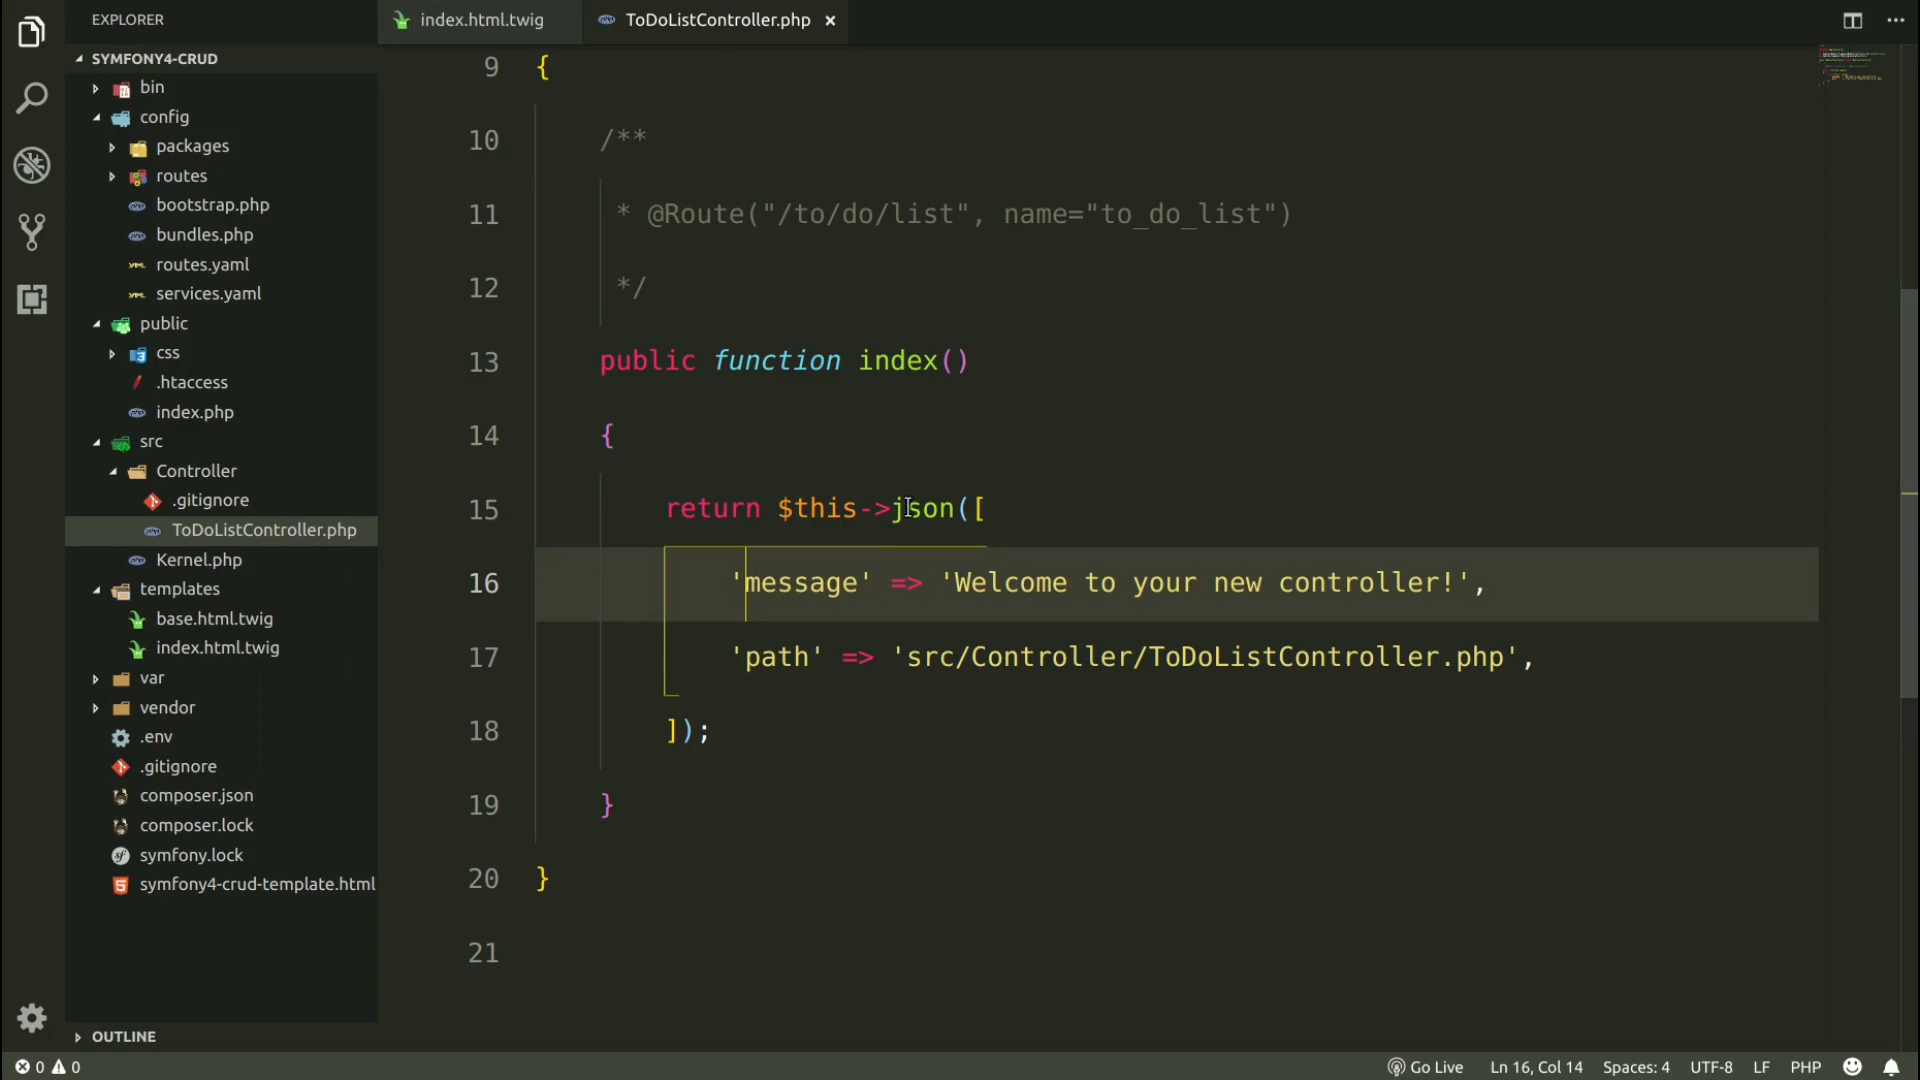 EXPLORER
SYMFONY4-CRUD
bin
config
packages
routes
bootstrap.php
bundles.php
routes.yaml
services.yaml
public
css
.htaccess
index.php
src
Controller
.gitignore
ToDoListController.php
Kernel.php
templates
base.html.twig
index.html.twig
var
vendor
.env
.gitignore
composer.json
composer.lock
symfony.lock
symfony4-crud-template.html
OUTLINE
index.html.twig
ToDoListController.php ×
9 {
10 /**
11 * @Route("/to/do/list", name="to_do_list")
12 */
13 public function index()
14 {
15 return $this->json([
16 'message' => 'Welcome to your new controller!',
17 'path' => 'src/Controller/ToDoListController.php',
18 ]);
19 }
20 }
21
0 0 Go Live Ln 16, Col 14 Spaces: 4 UTF-8 LF PHP